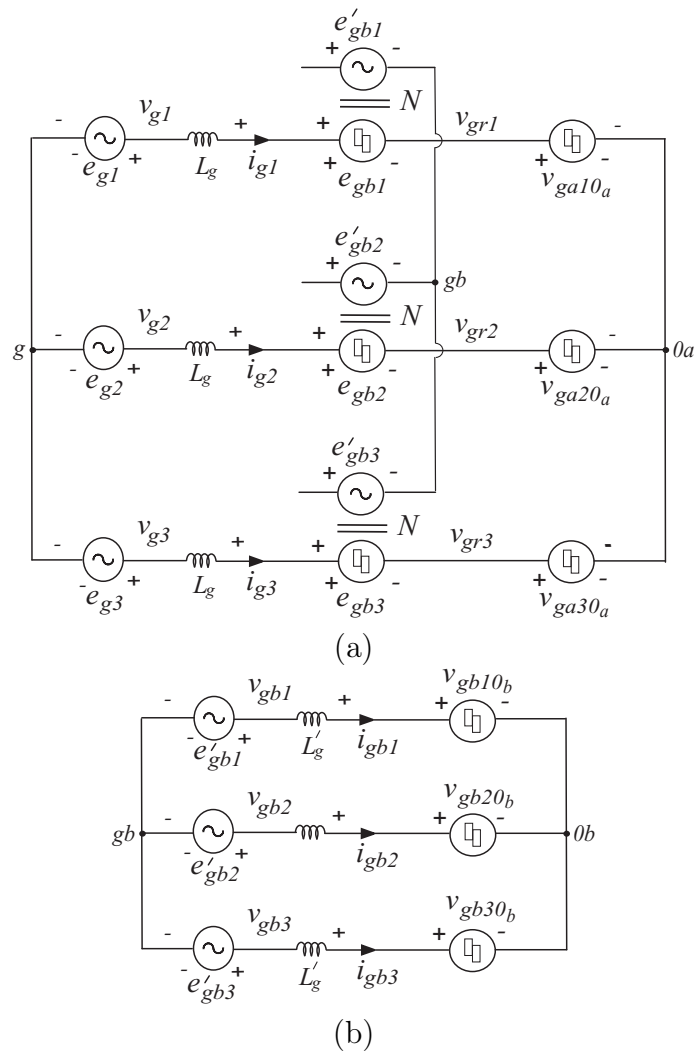 e'gb1
+ -
N
vg1 + + vgr1 -
- + - + -
eg1 Lg ig1 egb1 vga10a
e'gb2
+ - gb
N
vg2 + + vgr2 -
g 0a
- + + - + -
eg2 Lg ig2 egb2 vga20a
e'gb3
+ -
N
vg3 + + vgr3 -
- + + - + -
eg3 Lg ig3 egb3 vga30a
(a)
vgb1 + vgb10b
- + -
- + L'g igb1
e'gb1
vgb2 + vgb20b
gb - + - 0b
- + igb2
e'gb2
vgb3 + vgb30b
- + -
- + L'g igb3
e'gb3
(b)